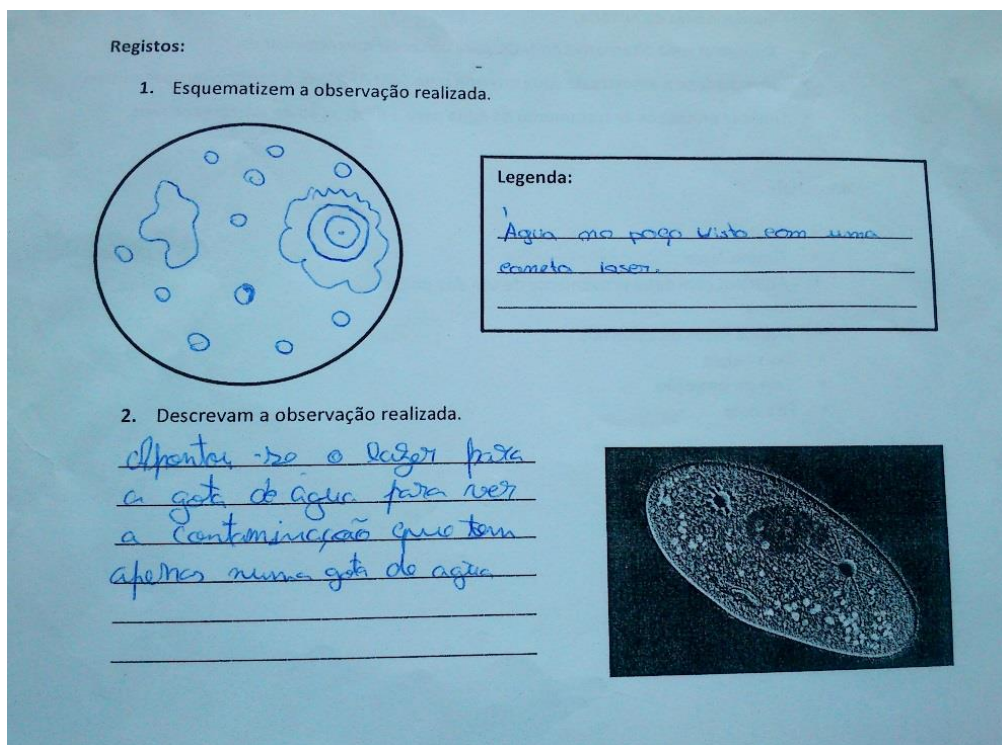 Registos:
1. Esquematizem a observação realizada.
Legenda:
Água no poço visto com uma
caneta laser.
2. Descrevam a observação realizada.
Apontou-se o lazer para
a gota de água para ver
a contaminação que tem
apenas numa gota de agua